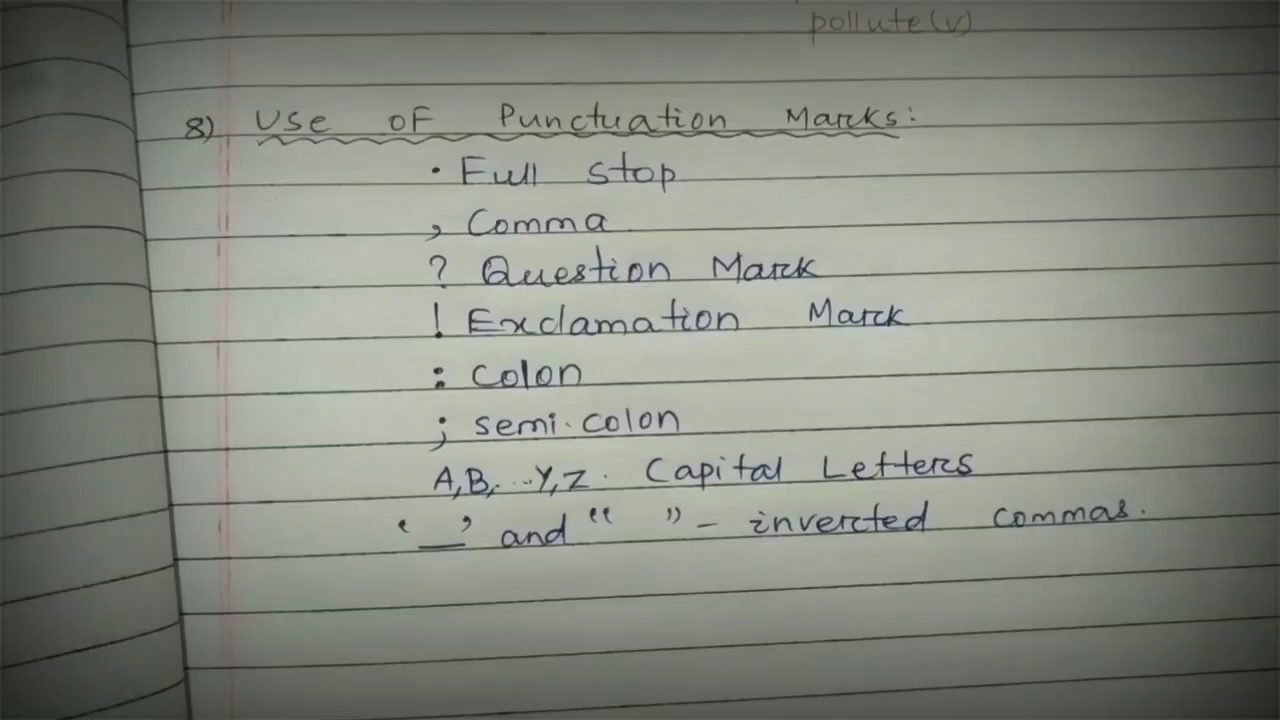 pollute(v)
8) Use of Punctuation Marks:
. Full stop
, Comma
? Question Mark
! Exclamation Mark
: Colon
; semi.colon
A,B,...Y,Z. Capital Letters
‘__’ and “ ” - inverted commas.